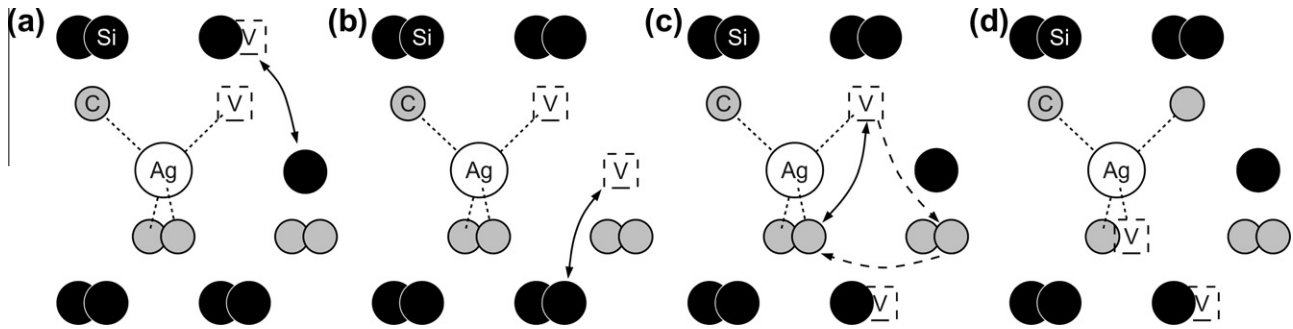 (a) Si V (b) Si (c) Si (d) Si
C V C V C V C
Ag Ag V Ag Ag
V
V V